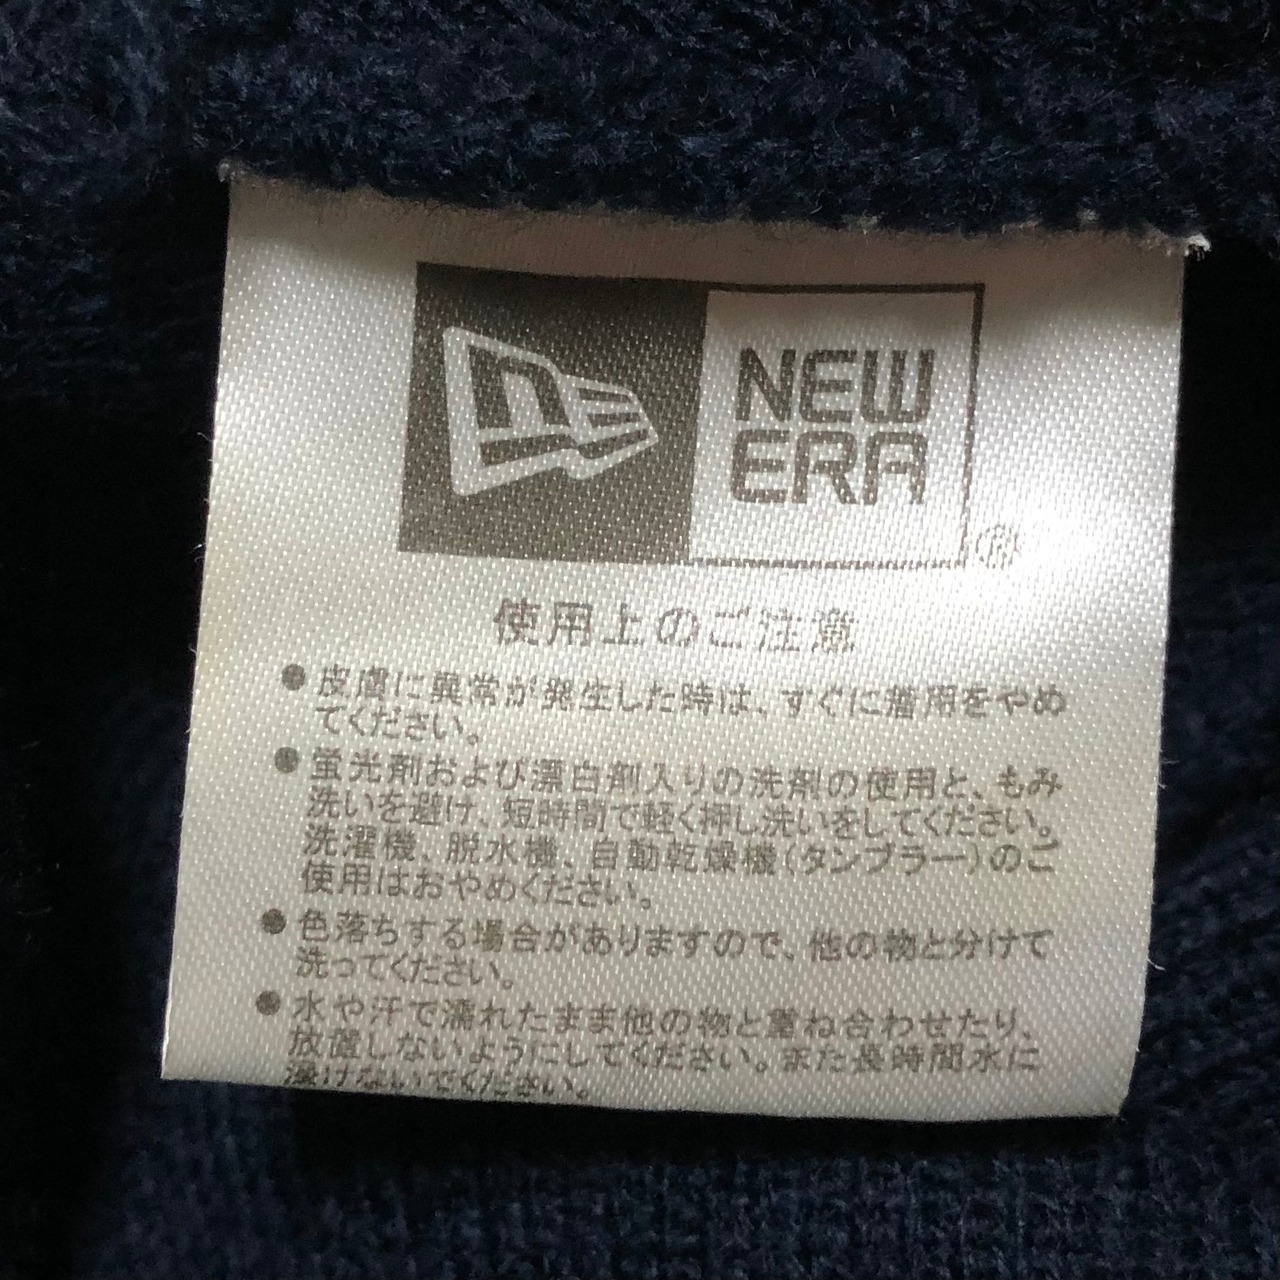 NEW
ERA
®
使用上のご注意
●皮膚に異常が発生した時は、すぐに着用をやめ
てください。
●蛍光剤および漂白剤入りの洗剤の使用と、もみ
洗いを避け、短時間で軽く押し洗いをしてください。
洗濯機、脱水機、自動乾燥機(タンブラー)のご
使用はおやめください。
●色落ちする場合がありますので、他の物と分けて
洗ってください。
●水や汗で濡れたまま他の物と重ね合わせたり、
放置しないようにしてください。また長時間水に
浸けないでください。